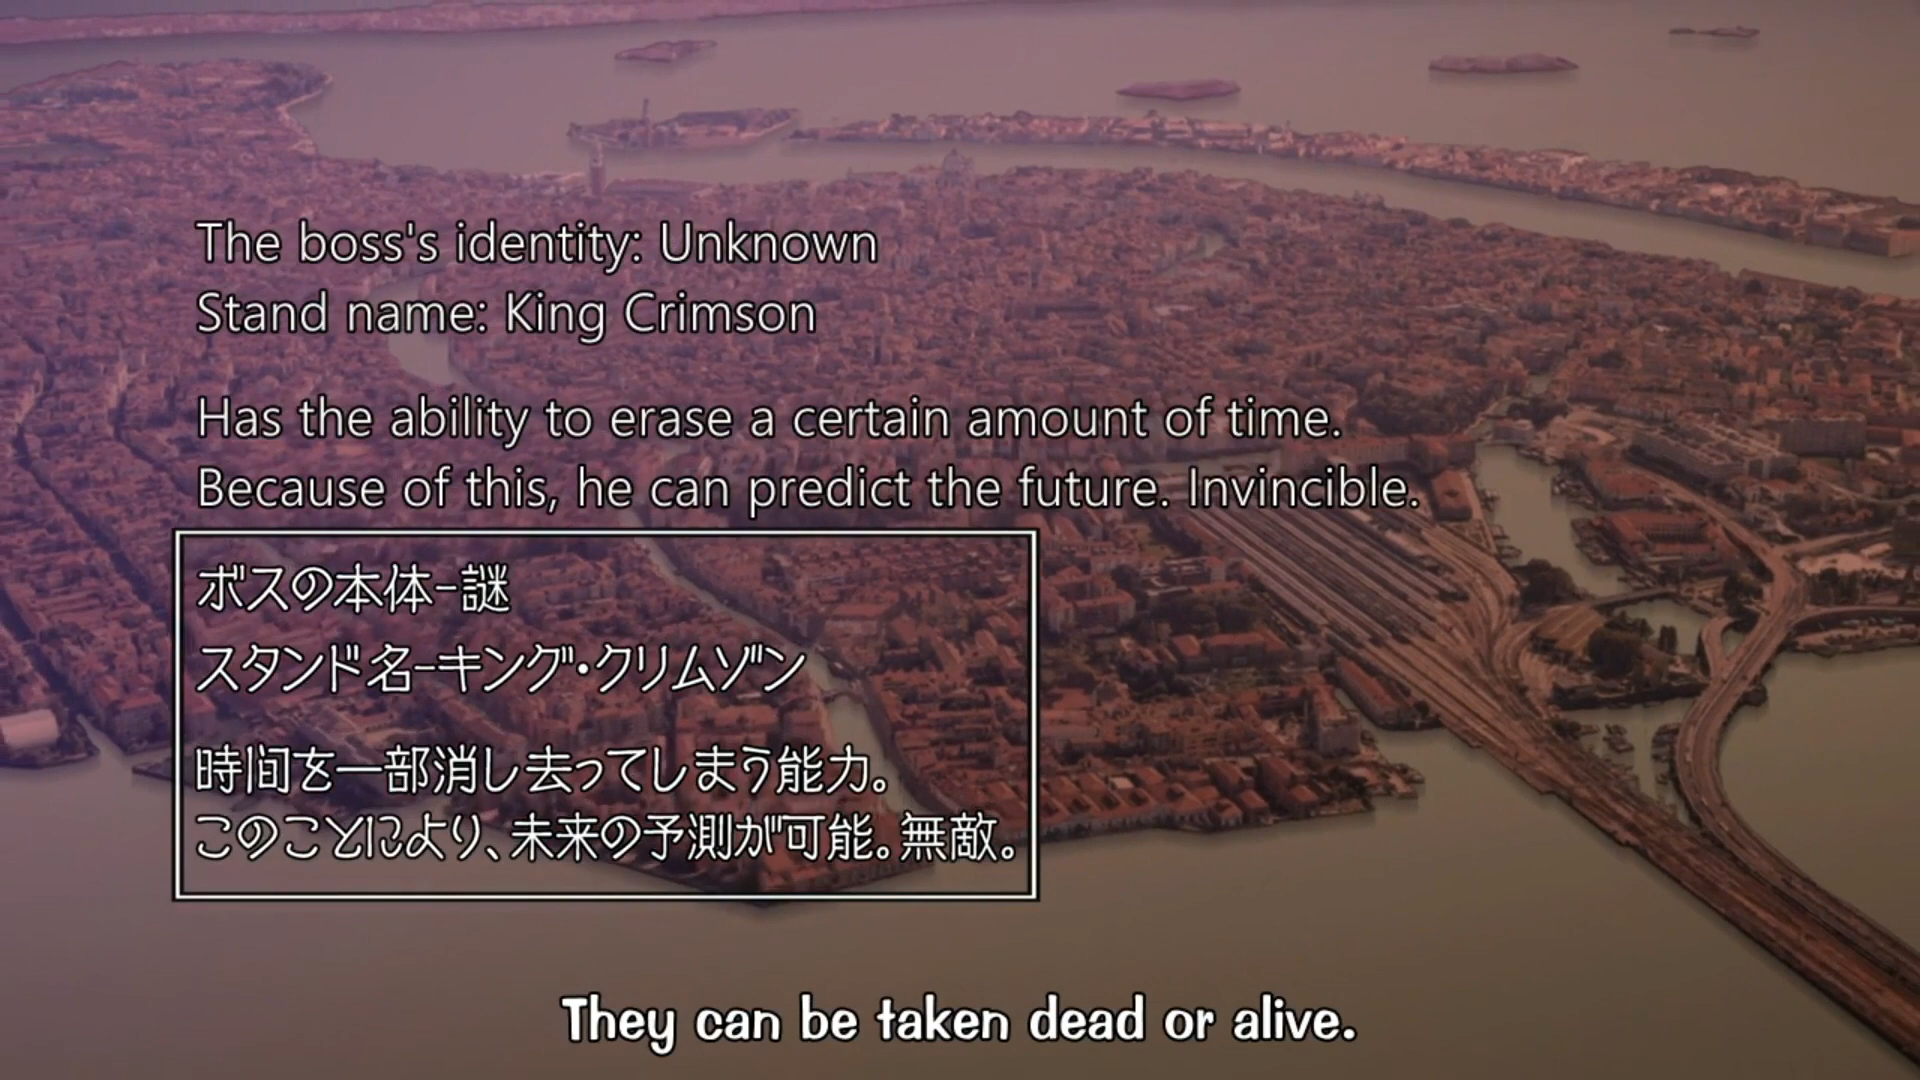 The boss's identity: Unknown
Stand name: King Crimson
Has the ability to erase a certain amount of time.
Because of this, he can predict the future. Invincible.
ボスの本体-謎
スタンド名-キング・クリムゾン
時間を一部消し去ってしまう能力。
このことにより、未来の予測が可能。無敵。
They can be taken dead or alive.